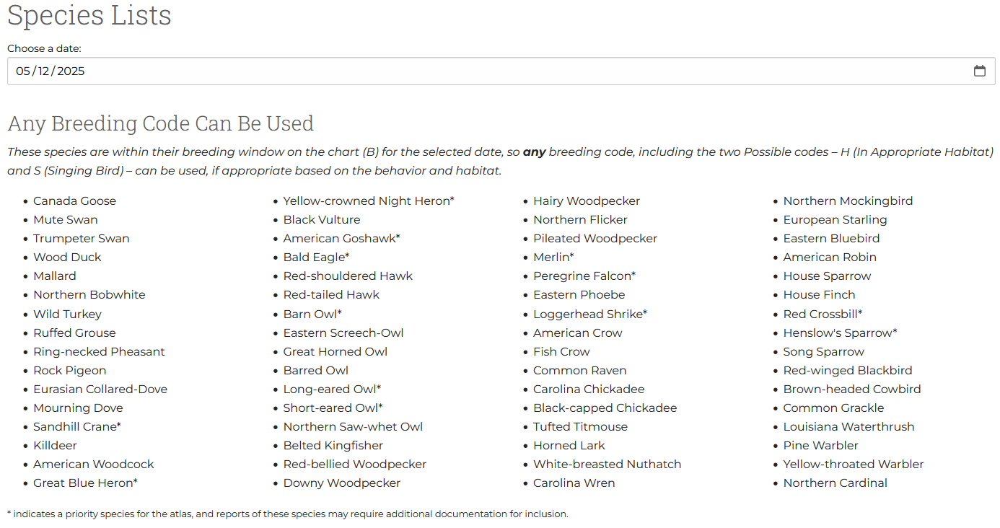 Species Lists
Choose a date:
05/12/2025
Any Breeding Code Can Be Used
These species are within their breeding window on the chart (B) for the selected date, so any breeding code, including the two Possible codes – H (In Appropriate Habitat)
and S (Singing Bird) – can be used, if appropriate based on the behavior and habitat.
• Canada Goose
• Mute Swan
• Trumpeter Swan
• Wood Duck
• Mallard
• Northern Bobwhite
• Wild Turkey
• Ruffed Grouse
• Ring-necked Pheasant
• Rock Pigeon
• Eurasian Collared-Dove
• Mourning Dove
• Sandhill Crane*
• Killdeer
• American Woodcock
• Great Blue Heron*
• Yellow-crowned Night Heron*
• Black Vulture
• American Goshawk*
• Bald Eagle*
• Red-shouldered Hawk
• Red-tailed Hawk
• Barn Owl*
• Eastern Screech-Owl
• Great Horned Owl
• Barred Owl
• Long-eared Owl*
• Short-eared Owl*
• Northern Saw-whet Owl
• Belted Kingfisher
• Red-bellied Woodpecker
• Downy Woodpecker
• Hairy Woodpecker
• Northern Flicker
• Pileated Woodpecker
• Merlin*
• Peregrine Falcon*
• Eastern Phoebe
• Loggerhead Shrike*
• American Crow
• Fish Crow
• Common Raven
• Carolina Chickadee
• Black-capped Chickadee
• Tufted Titmouse
• Horned Lark
• White-breasted Nuthatch
• Carolina Wren
• Northern Mockingbird
• European Starling
• Eastern Bluebird
• American Robin
• House Sparrow
• House Finch
• Red Crossbill*
• Henslow's Sparrow*
• Song Sparrow
• Red-winged Blackbird
• Brown-headed Cowbird
• Common Grackle
• Louisiana Waterthrush
• Pine Warbler
• Yellow-throated Warbler
• Northern Cardinal
* indicates a priority species for the atlas, and reports of these species may require additional documentation for inclusion.